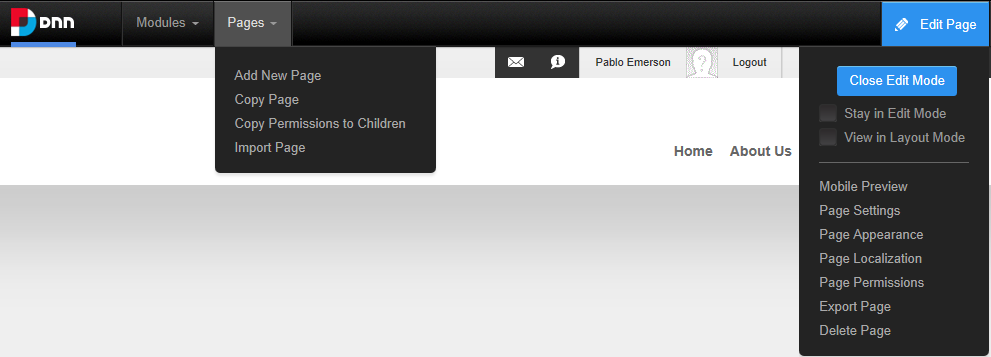 DNN Modules Pages Edit Page
Add New Page
Copy Page
Copy Permissions to Children
Import Page
Pablo Emerson Logout
Home About Us
Close Edit Mode
Stay in Edit Mode
View in Layout Mode
Mobile Preview
Page Settings
Page Appearance
Page Localization
Page Permissions
Export Page
Delete Page